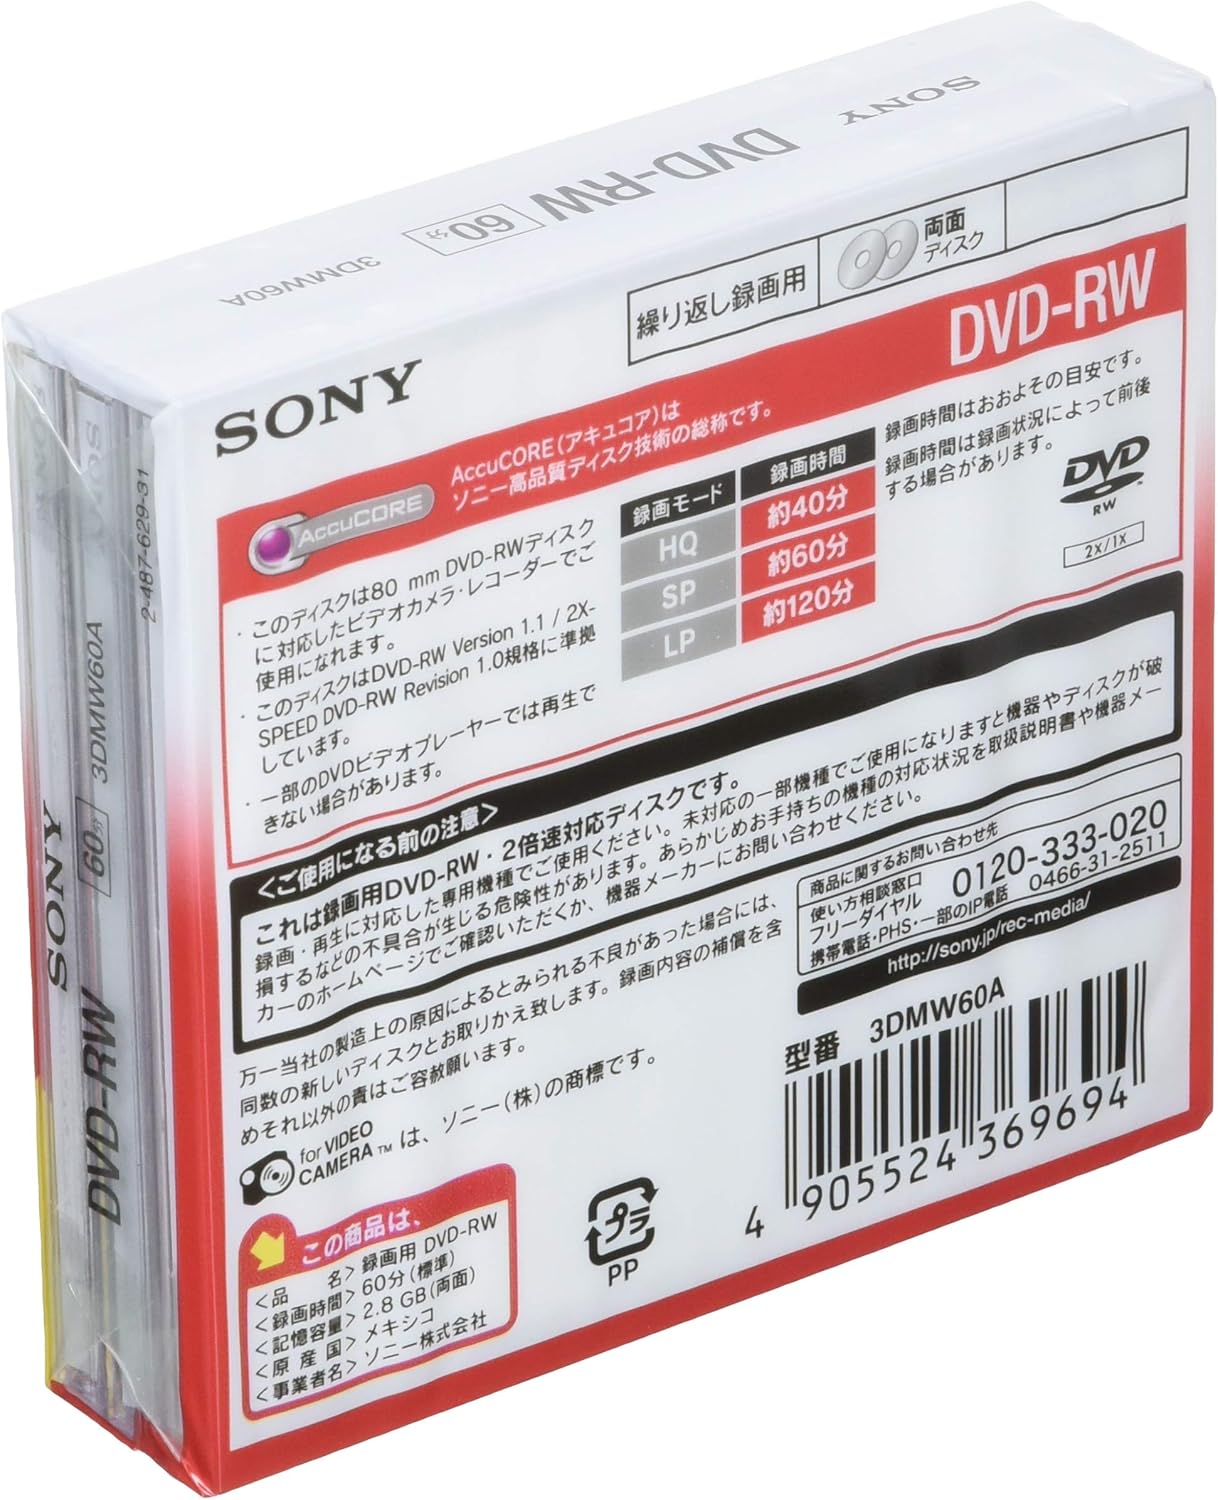 SONY
DVD-RW
60分
3DMW60A
繰り返し録画用
両面
ディスク
DVD-RW
SONY
AccuCORE
AccuCORE(アキュコア)は
ソニー高品質ディスク技術の総称です。
・このディスクは80 mm DVD-RWディスク
に対応したビデオカメラ・レコーダーでご
使用になれます。
・このディスクはDVD-RW Version 1.1 / 2X-
SPEED DVD-RW Revision 1.0規格に準拠
しています。
・一部のDVDビデオプレーヤーでは再生で
きない場合があります。
録画モード 録画時間
HQ 約40分
SP 約60分
LP 約120分
録画時間はおおよその目安です。
録画時間は録画状況によって前後
する場合があります。
DVD
RW
2x/1x
<ご使用になる前の注意>
これは録画用DVD-RW・2倍速対応ディスクです。
録画・再生に対応した専用機種でご使用ください。未対応の一部機種でご使用になりますと機器やディスクが破
損するなどの不具合が生じる危険性があります。あらかじめお手持ちの機種の対応状況を取扱説明書や機器メー
カーのホームページでご確認いただくか、機器メーカーにお問い合わせください。
万一当社の製造上の原因によるとみられる不良があった場合には、
同数の新しいディスクとお取りかえ致します。録画内容の補償を含
めそれ以外の責はご容赦願います。
for VIDEO
CAMERA™は、ソニー(株)の商標です。
商品に関するお問い合わせ先
使い方相談窓口
フリーダイヤル 0120-333-020
携帯電話・PHS・一部のIP電話 0466-31-2511
http://sony.jp/rec-media/
型番 3DMW60A
4 905524 369694
プラ
PP
この商品は、
<品 名> 録画用 DVD-RW
<録画時間> 60分(標準)
<記憶容量> 2.8 GB(両面)
<原産国> メキシコ
<事業者名> ソニー株式会社
SONY
DVD-RW
60分
3DMW60A
2-487-629-31